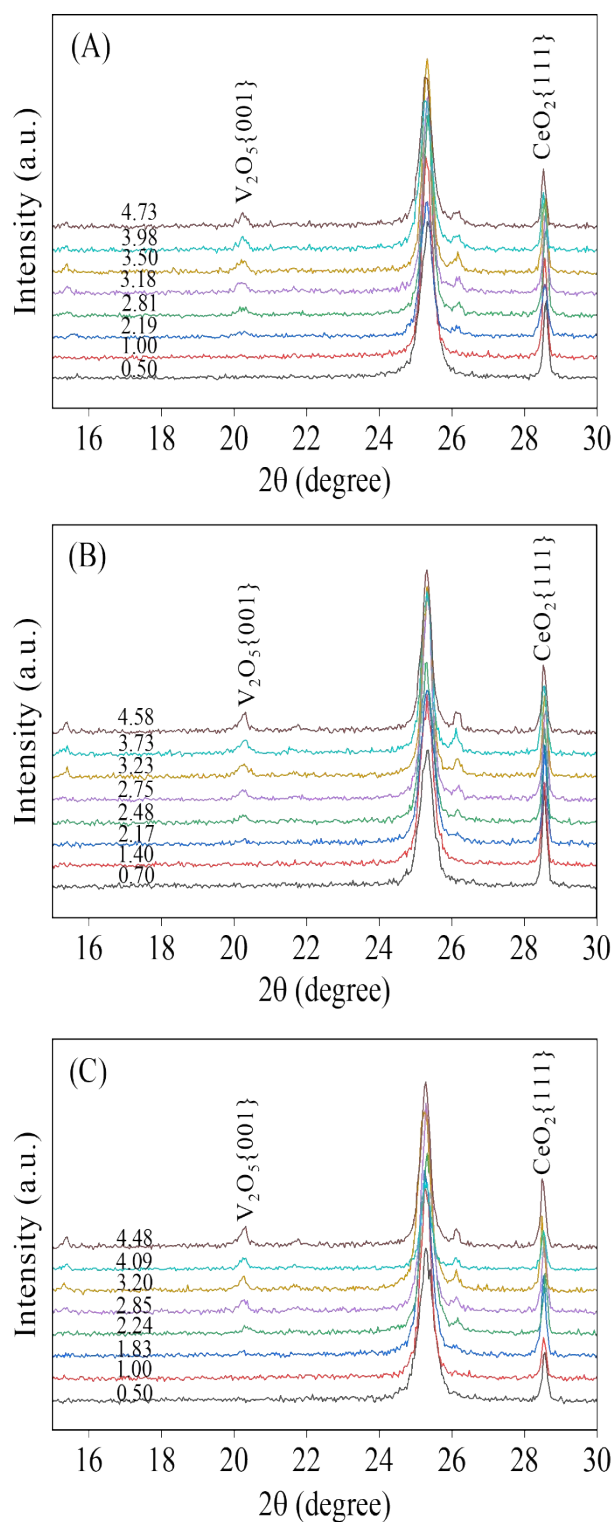 (A)
V₂O₅{001}
CeO₂{111}
Intensity (a.u.)
4.73
3.98
3.50
3.18
2.81
2.19
1.00
0.50
16 18 20 22 24 26 28 30
2θ (degree)
(B)
V₂O₅{001}
CeO₂{111}
Intensity (a.u.)
4.58
3.73
3.23
2.75
2.48
2.17
1.40
0.70
16 18 20 22 24 26 28 30
2θ (degree)
(C)
V₂O₅{001}
CeO₂{111}
Intensity (a.u.)
4.48
4.09
3.20
2.85
2.24
1.83
1.00
0.50
16 18 20 22 24 26 28 30
2θ (degree)